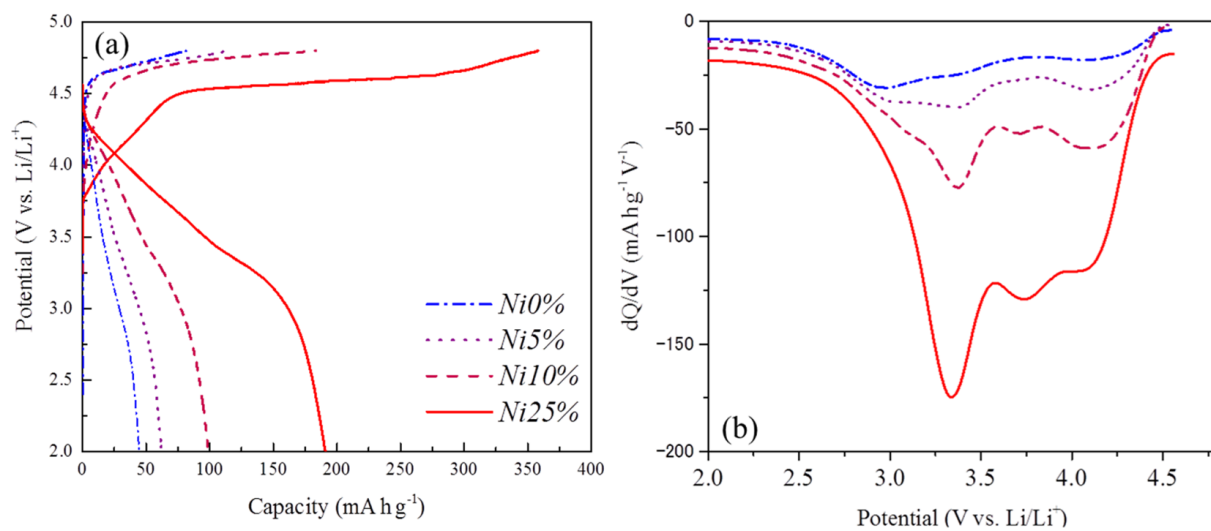 (a)
Potential (V vs. Li/Li⁺)
5.0
4.5
4.0
3.5
3.0
2.5
2.0
0
50
100
150
200
250
300
350
400
Capacity (mA h g⁻¹)
Ni0%
Ni5%
Ni10%
Ni25%
(b)
dQ/dV (mA h g⁻¹ V⁻¹)
0
−50
−100
−150
−200
2.0
2.5
3.0
3.5
4.0
4.5
Potential (V vs. Li/Li⁺)